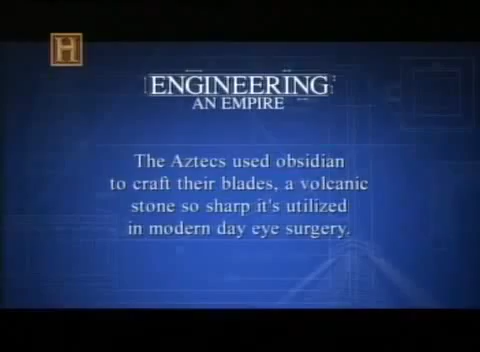 H
ENGINEERING
AN EMPIRE
The Aztecs used obsidian
to craft their blades, a volcanic
stone so sharp it's utilized
in modern day eye surgery.